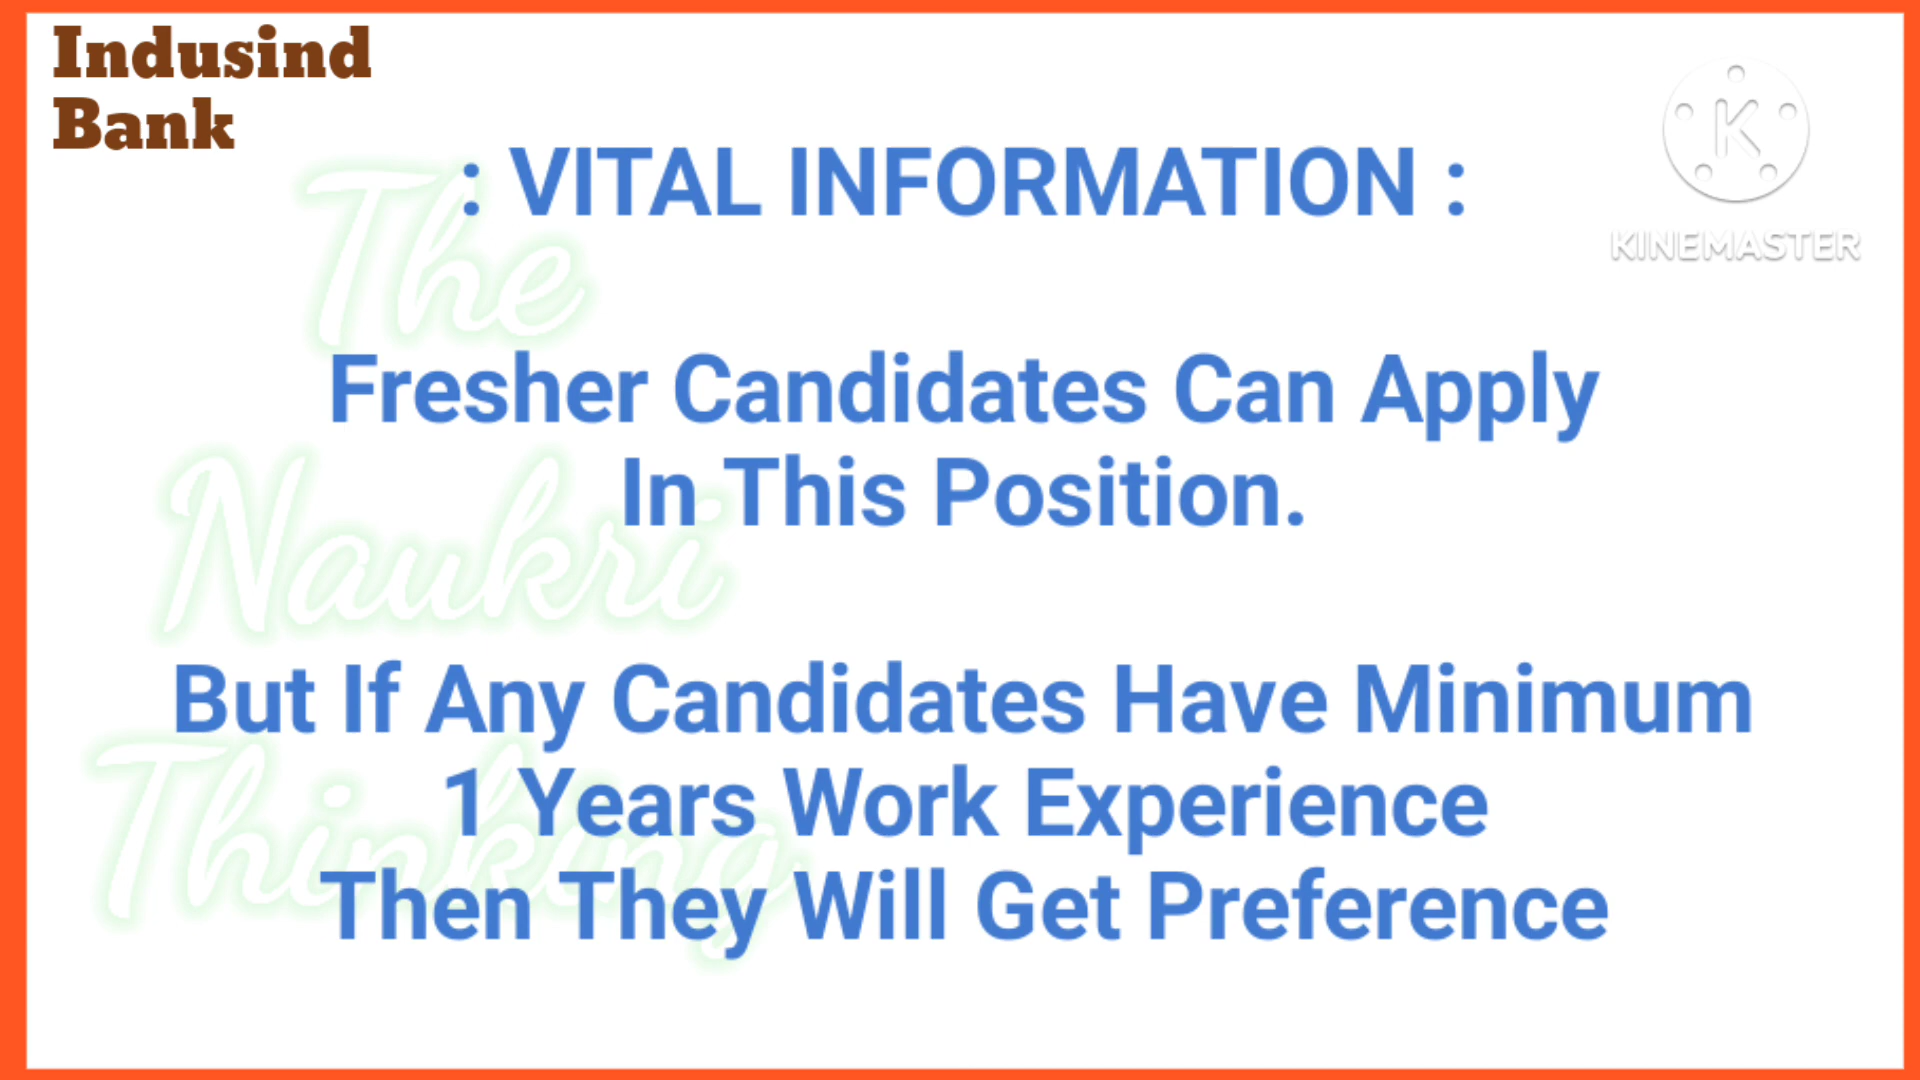 Indusind
Bank
: VITAL INFORMATION :
KINEMASTER
The
Fresher Candidates Can Apply
In This Position.
Naukri
But If Any Candidates Have Minimum
1 Years Work Experience
Thinking
Then They Will Get Preference